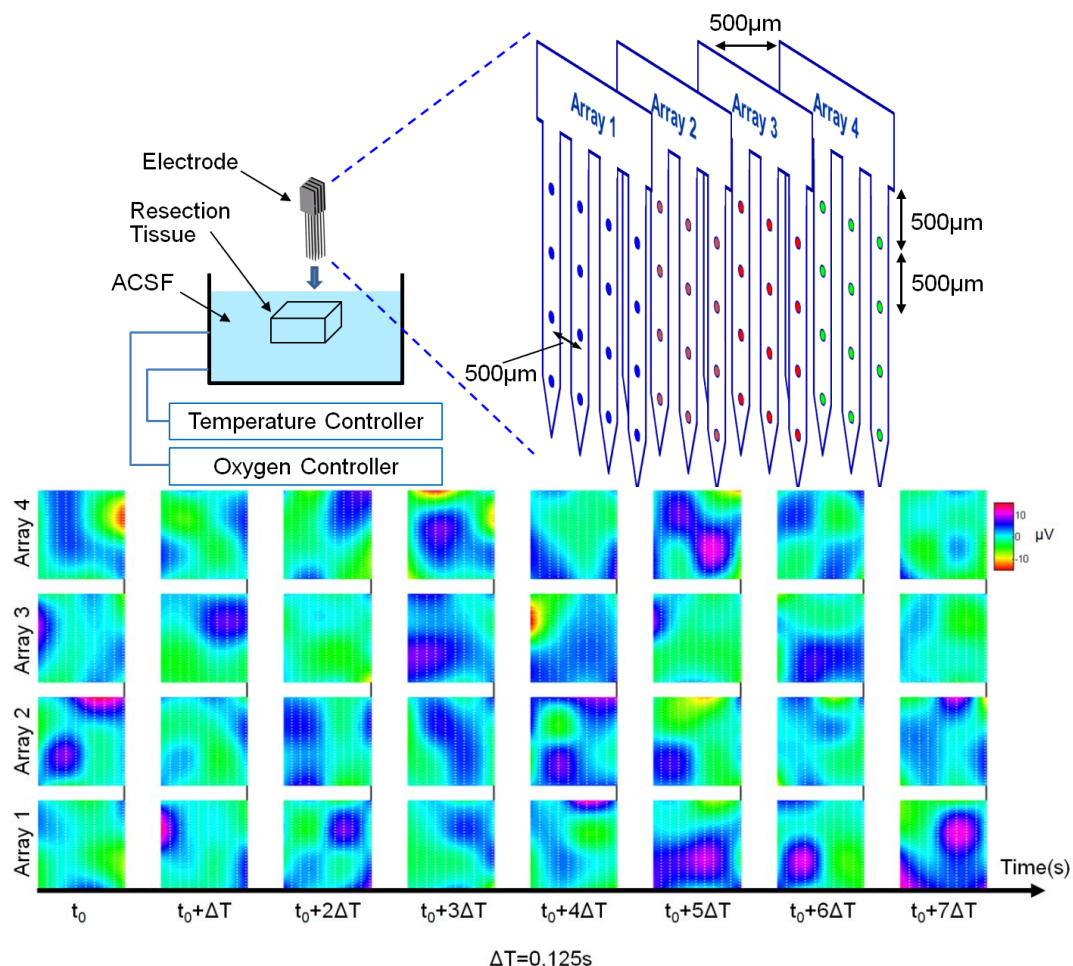 500μm
Array 1
Array 2
Array 3
Array 4
Electrode
Resection
Tissue
ACSF
500μm
500μm
500μm
Temperature Controller
Oxygen Controller
Array 4
10
0
-10
μV
Array 3
Array 2
Array 1
Time(s)
t₀
t₀+ΔT
t₀+2ΔT
t₀+3ΔT
t₀+4ΔT
t₀+5ΔT
t₀+6ΔT
t₀+7ΔT
ΔT=0.125s